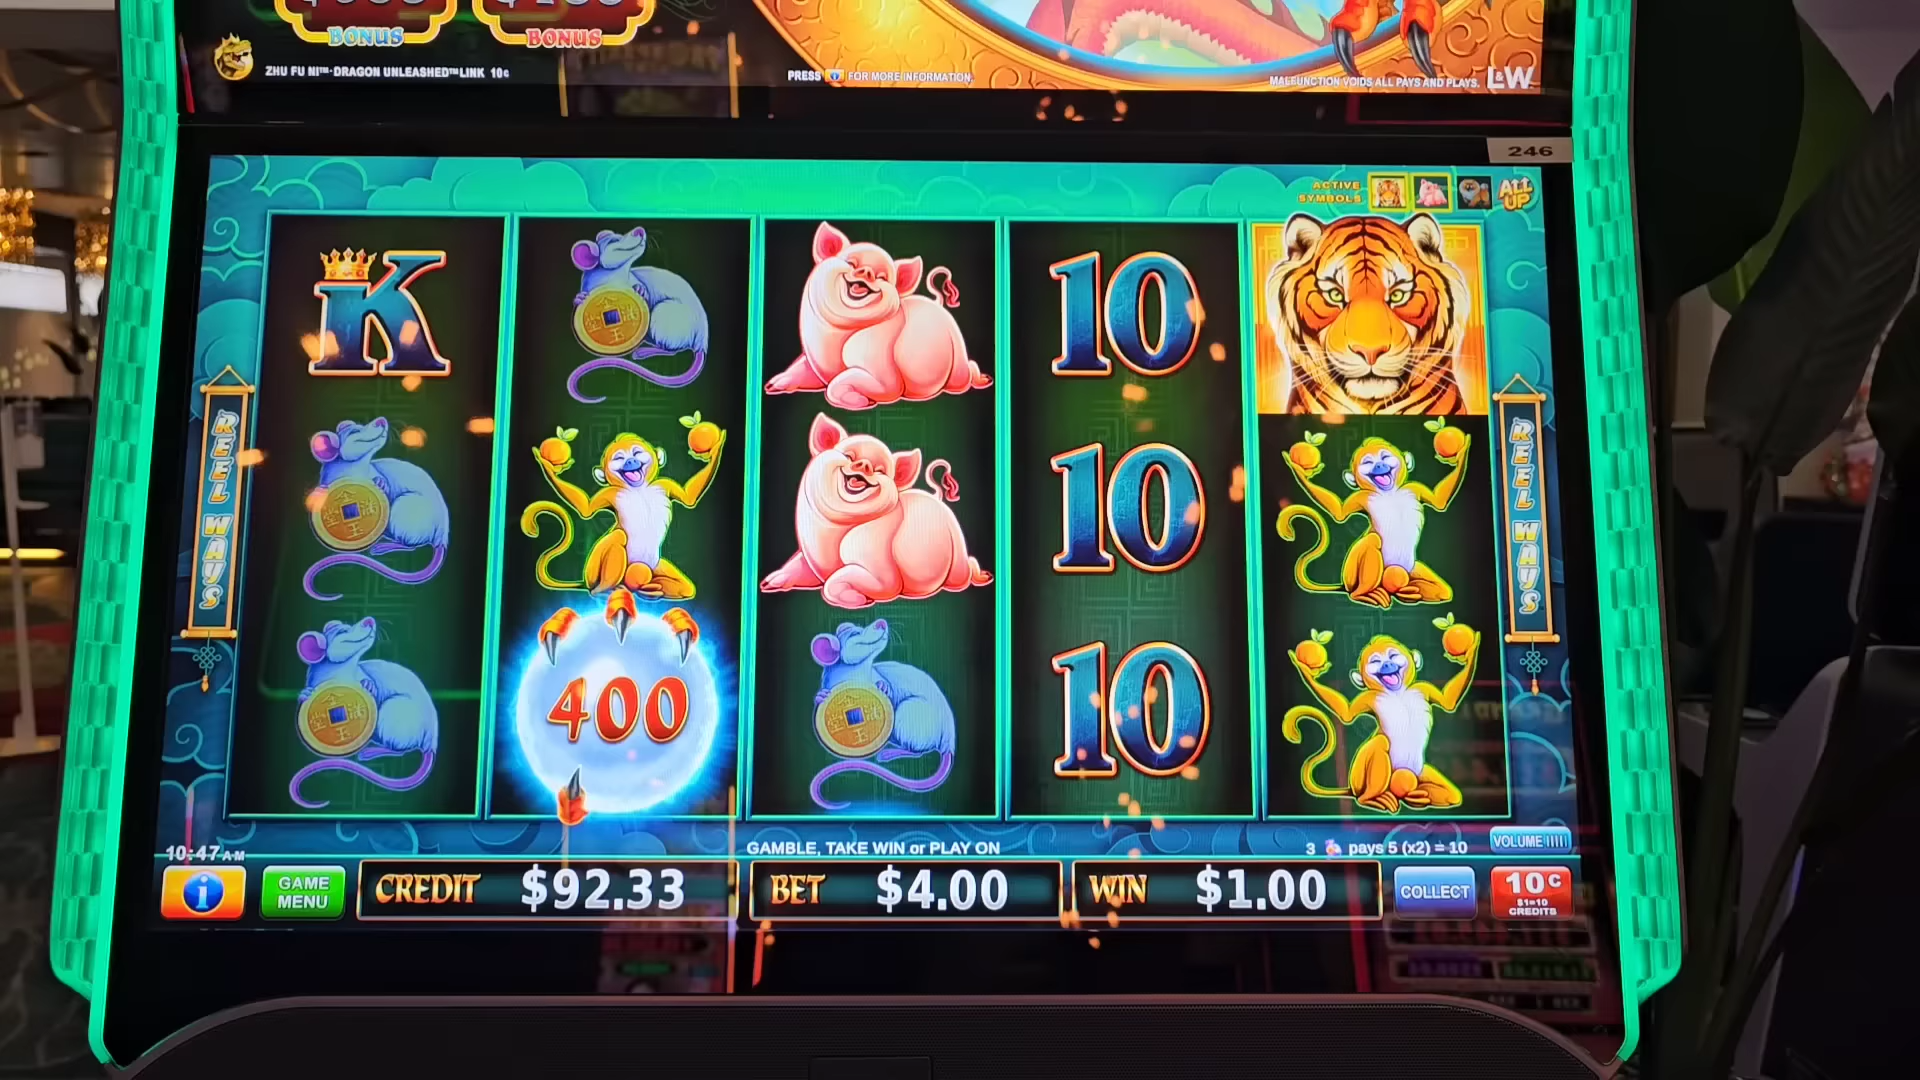 BONUS BONUS
ZHU FU NI™·DRAGON UNLEASHED™LINK 10¢
PRESS i FOR MORE INFORMATION.
MALFUNCTION VOIDS ALL PAYS AND PLAYS. L&W
246
ACTIVE
SYMBOLS
ALL
UP
K
10
REEL WAYS
10
REEL WAYS
400
10
10:47AM
GAMBLE, TAKE WIN or PLAY ON
3 pays 5 (x2) = 10
VOLUME
i
GAME
MENU
CREDIT $92.33
BET $4.00
WIN $1.00
COLLECT
10¢
$1=10
CREDITS